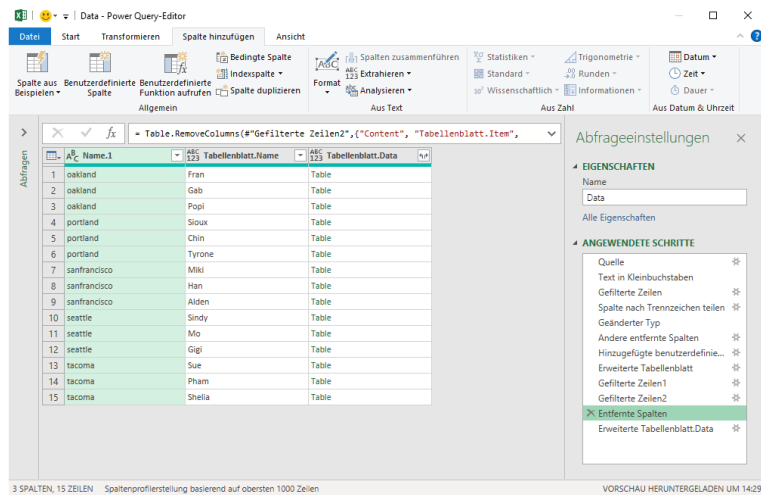 Data - Power Query-Editor
Datei Start Transformieren Spalte hinzufügen Ansicht
Spalte aus Beispielen
Benutzerdefinierte Spalte
Benutzerdefinierte Funktion aufrufen
Bedingte Spalte
Indexspalte
Spalte duplizieren
Allgemein
Format
Spalten zusammenführen
Extrahieren
Analysieren
Aus Text
Statistiken
Standard
Wissenschaftlich
Trigonometrie
Runden
Informationen
Aus Zahl
Datum
Zeit
Dauer
Aus Datum & Uhrzeit
Abfragen
= Table.RemoveColumns(#"Gefilterte Zeilen2",{"Content", "Tabellenblatt.Item",
Name.1 Tabellenblatt.Name Tabellenblatt.Data
1 oakland Fran Table
2 oakland Gab Table
3 oakland Popi Table
4 portland Sioux Table
5 portland Chin Table
6 portland Tyrone Table
7 sanfrancisco Miki Table
8 sanfrancisco Han Table
9 sanfrancisco Alden Table
10 seattle Sindy Table
11 seattle Mo Table
12 seattle Gigi Table
13 tacoma Sue Table
14 tacoma Pham Table
15 tacoma Shelia Table
Abfrageeinstellungen
EIGENSCHAFTEN
Name
Data
Alle Eigenschaften
ANGEWENDETE SCHRITTE
Quelle
Text in Kleinbuchstaben
Gefilterte Zeilen
Spalte nach Trennzeichen teilen
Geänderter Typ
Andere entfernte Spalten
Hinzugefügte benutzerdefinie...
Erweiterte Tabellenblatt
Gefilterte Zeilen1
Gefilterte Zeilen2
Entfernte Spalten
Erweiterte Tabellenblatt.Data
3 SPALTEN, 15 ZEILEN Spaltenprofilerstellung basierend auf obersten 1000 Zeilen VORSCHAU HERUNTERGELADEN UM 14:29